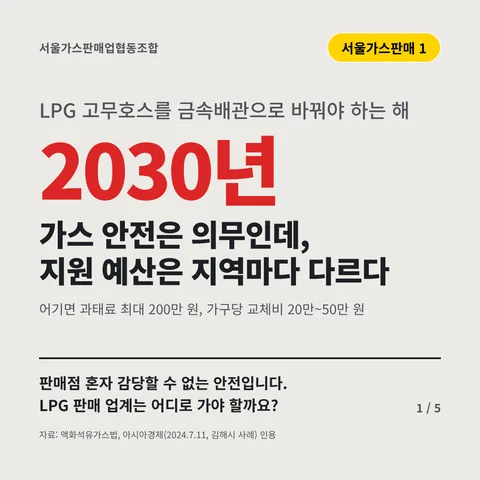 서울가스판매업협동조합
서울가스판매 1
LPG 고무호스를 금속배관으로 바꿔야 하는 해
2030년
가스 안전은 의무인데,
지원 예산은 지역마다 다르다
어기면 과태료 최대 200만 원, 가구당 교체비 20만~50만 원
판매점 혼자 감당할 수 없는 안전입니다.
LPG 판매 업계는 어디로 가야 할까요?
1 / 5
자료: 액화석유가스법, 아시아경제(2024.7.11, 김해시 사례) 인용